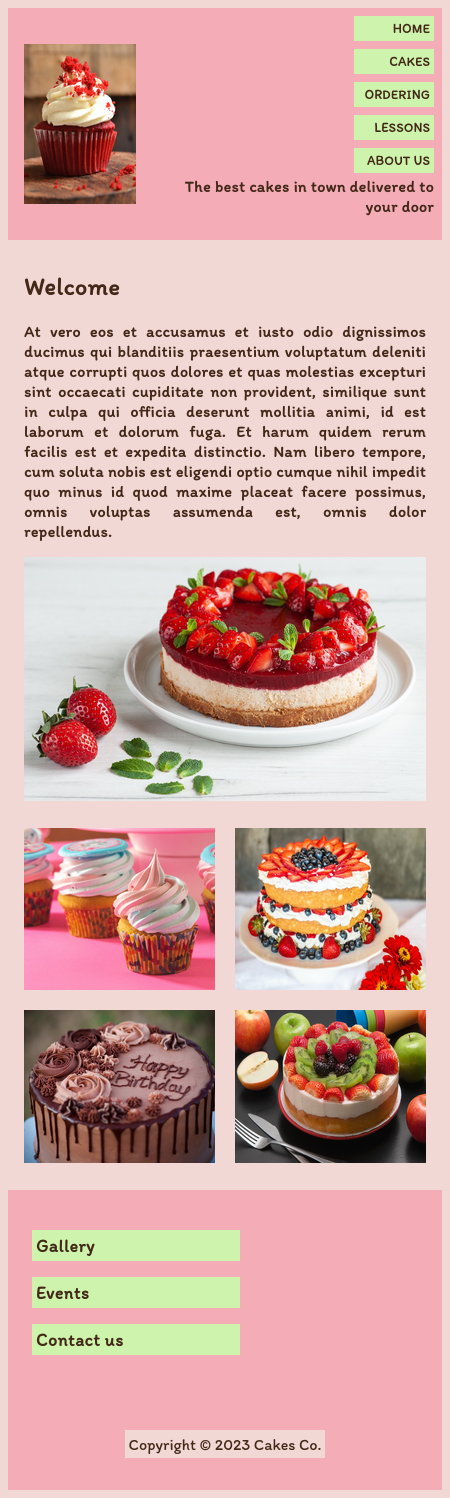 HOME
CAKES
ORDERING
LESSONS
ABOUT US
The best cakes in town delivered to
your door
Welcome
At vero eos et accusamus et iusto odio dignissimos
ducimus qui blanditiis praesentium voluptatum deleniti
atque corrupti quos dolores et quas molestias excepturi
sint occaecati cupiditate non provident, similique sunt
in culpa qui officia deserunt mollitia animi, id est
laborum et dolorum fuga. Et harum quidem rerum
facilis est et expedita distinctio. Nam libero tempore,
cum soluta nobis est eligendi optio cumque nihil impedit
quo minus id quod maxime placeat facere possimus,
omnis voluptas assumenda est, omnis dolor
repellendus.
Happy
Birthday
Gallery
Events
Contact us
Copyright © 2023 Cakes Co.